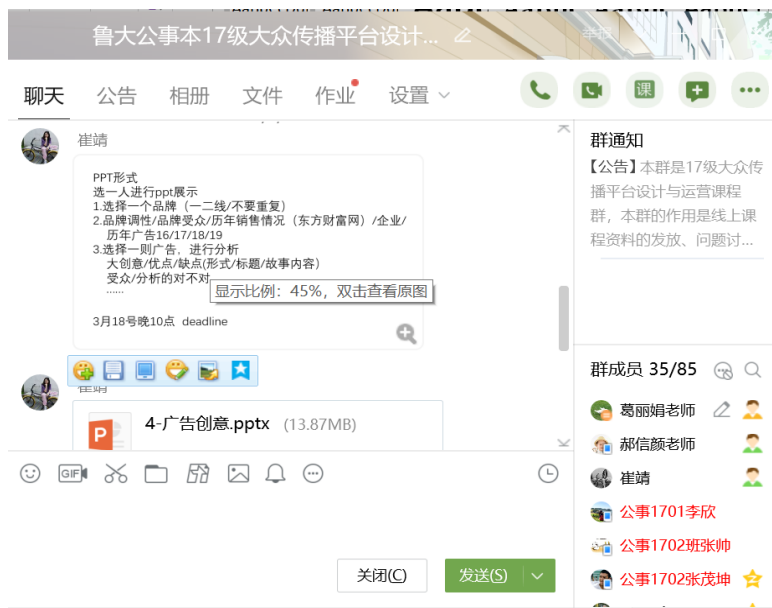 鲁大公事本17级大众传播平台设计...
聊天
公告
相册
文件
作业
设置
课
崔靖
PPT形式
选一人进行ppt展示
1.选择一个品牌（一二线/不要重复）
2.品牌调性/品牌受众/历年销售情况（东方财富网）/企业/
历年广告16/17/18/19
3.选择一则广告，进行分析
大创意/优点/缺点(形式/标题/故事内容）
受众/分析的对不对
......
显示比例：45%，双击查看原图
3月18号晚10点 deadline
崔靖
P
4-广告创意.pptx (13.87MB)
GIF
关闭(C)
发送(S)
群通知
【公告】本群是17级大众传
播平台设计与运营课程
群，本群的作用是线上课
程资料的发放、问题讨...
群成员 35/85
葛丽娟老师
郝信颜老师
崔靖
公事1701李欣
公事1702班张帅
公事1702张茂坤